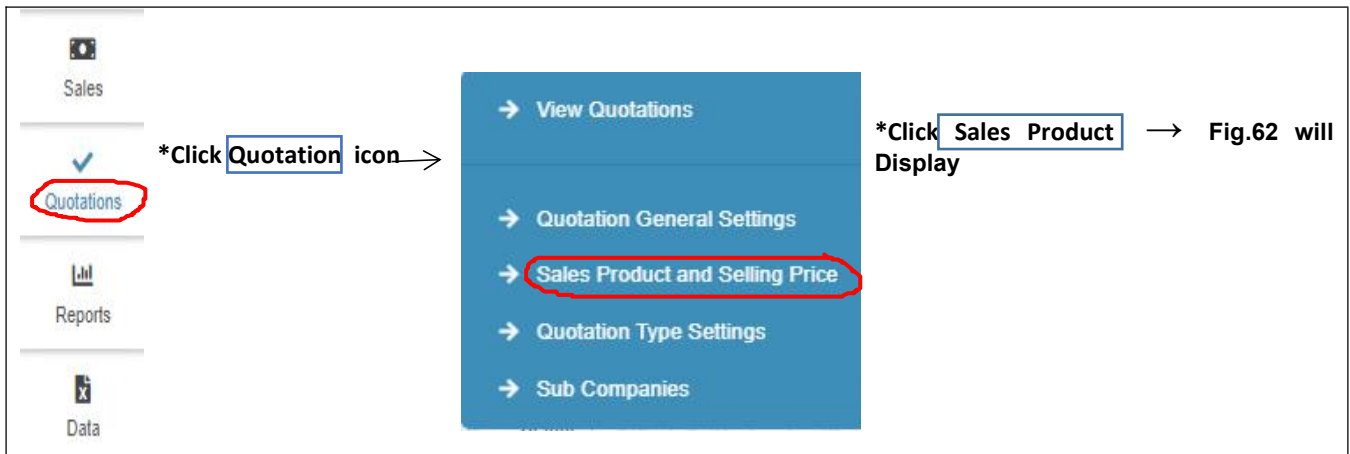 Sales
Quotations
Reports
Data
*Click Quotation icon →
→ View Quotations
→ Quotation General Settings
→ Sales Product and Selling Price
→ Quotation Type Settings
→ Sub Companies
*Click Sales Product → Fig.62 will
Display